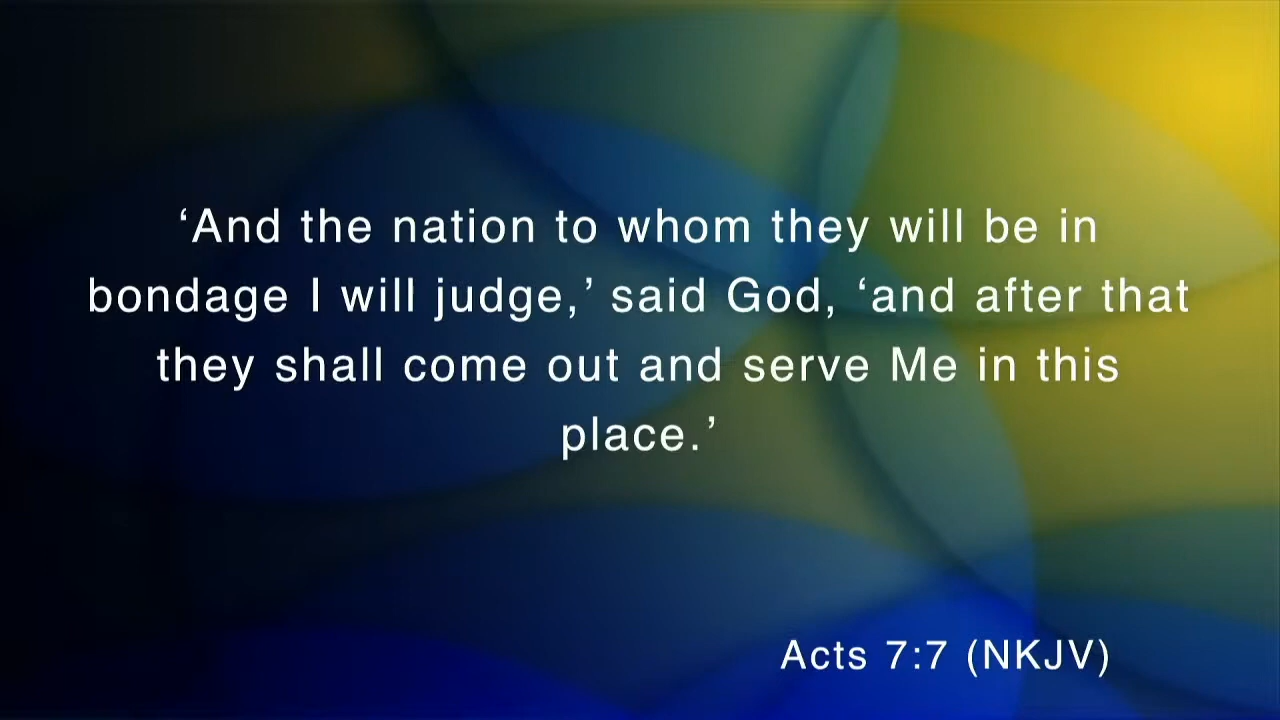 ‘And the nation to whom they will be in
bondage I will judge,’ said God, ‘and after that
they shall come out and serve Me in this
place.’
Acts 7:7 (NKJV)